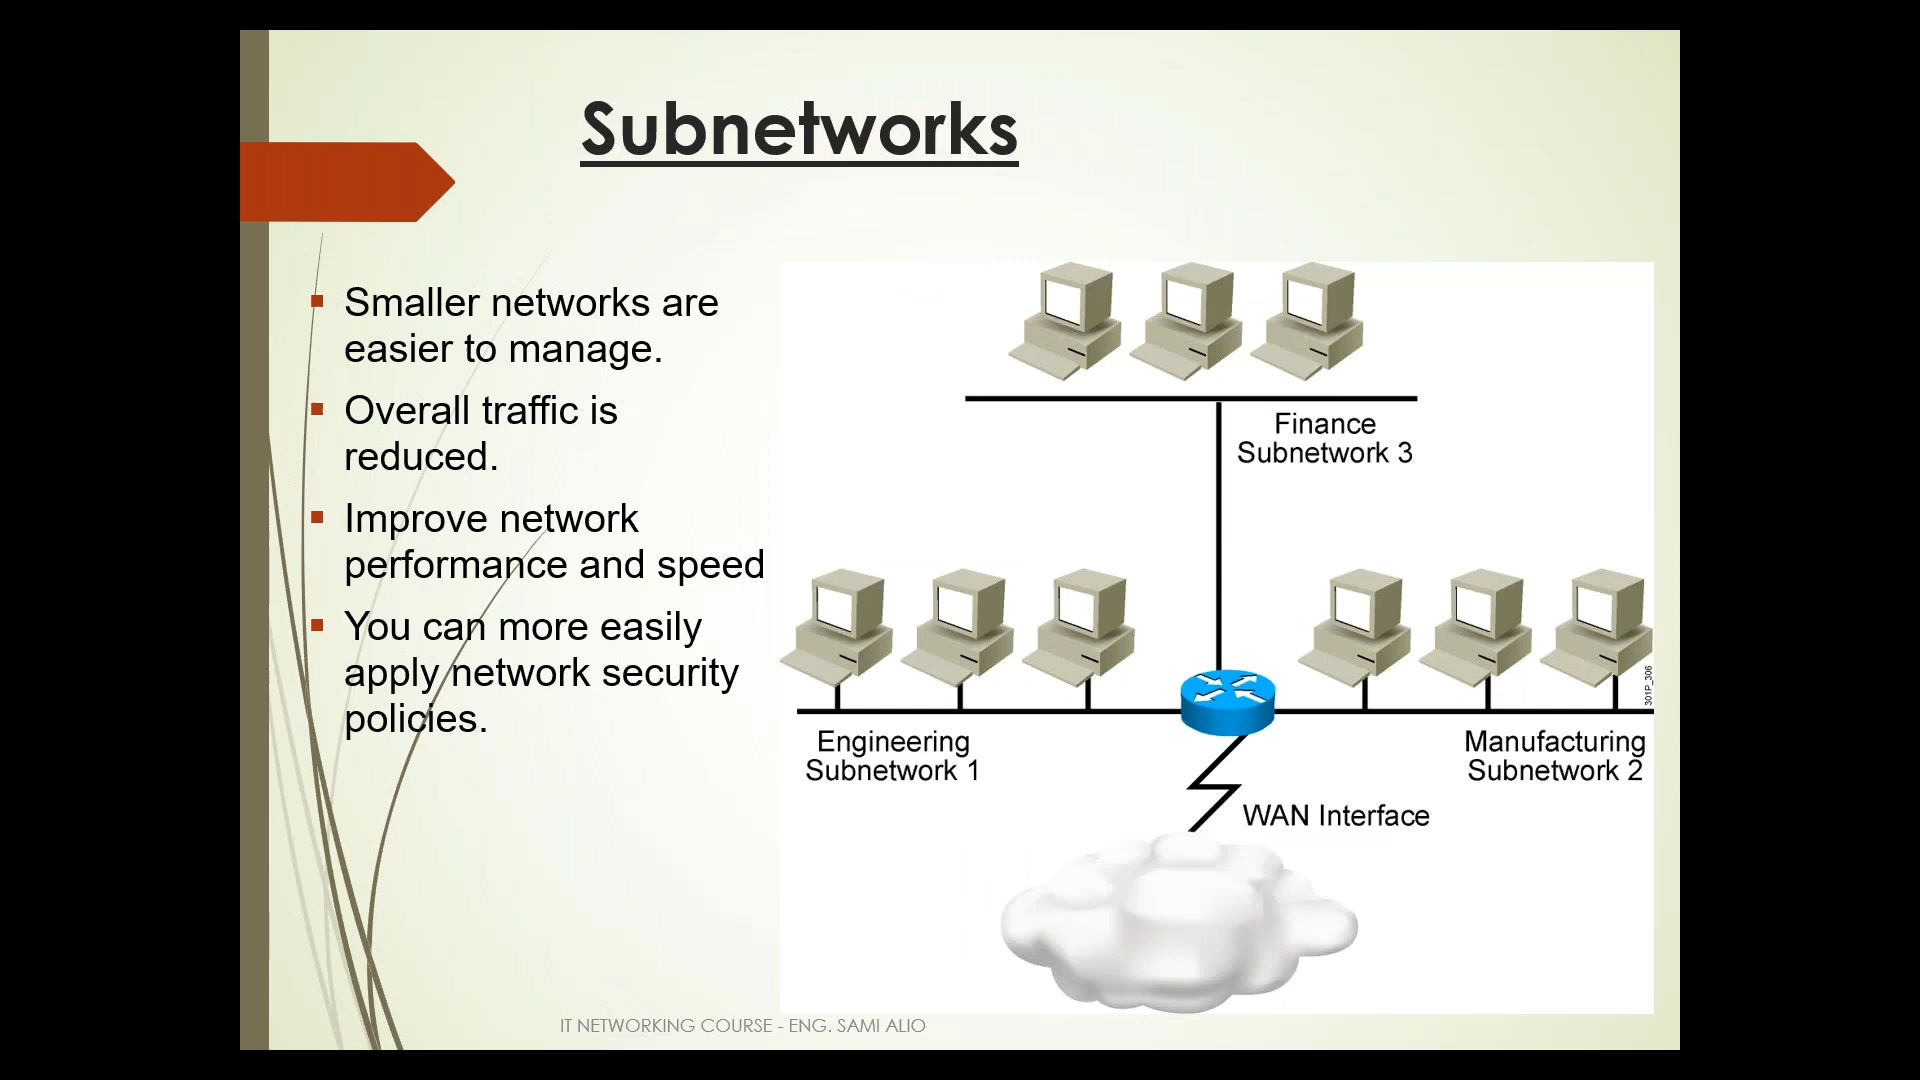 Subnetworks
Smaller networks are
easier to manage.
Overall traffic is
reduced.
Improve network
performance and speed
You can more easily
apply network security
policies.
Finance
Subnetwork 3
Engineering
Subnetwork 1
Manufacturing
Subnetwork 2
301P_306
WAN Interface
IT NETWORKING COURSE - ENG. SAMI ALIO